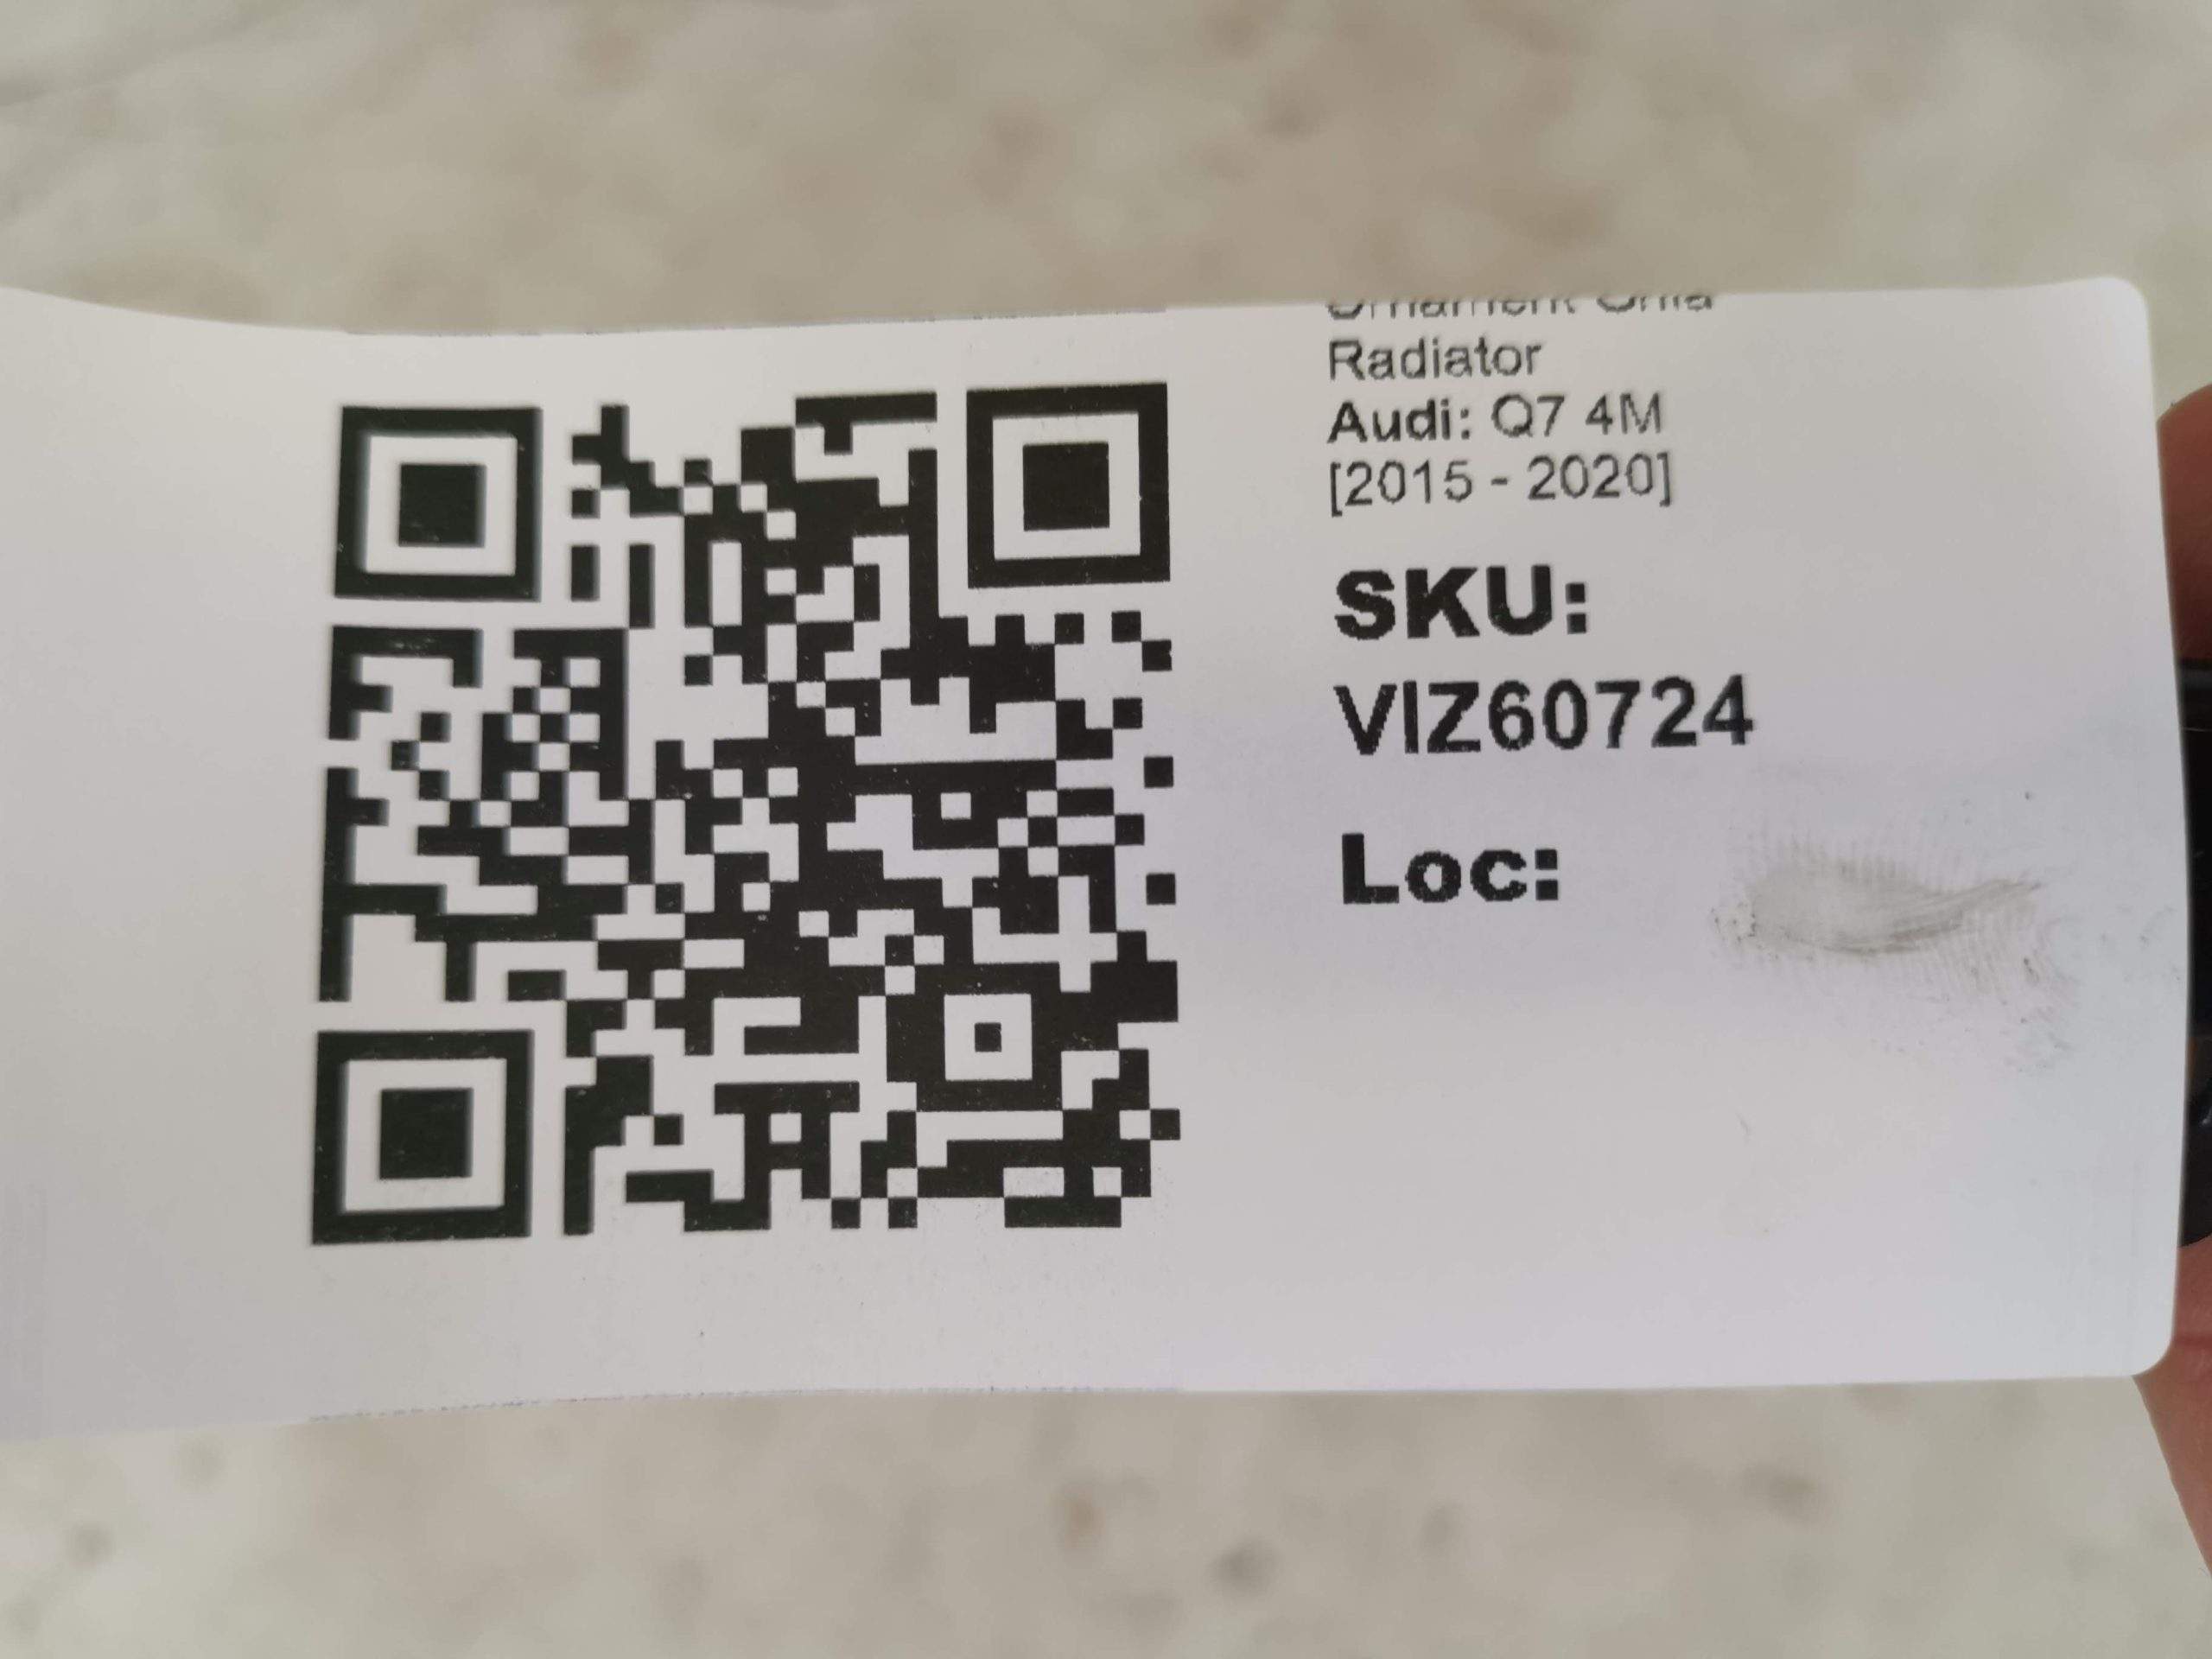 Radiator
Audi: Q7 4M
[2015 - 2020]
SKU:
VIZ60724
Loc: